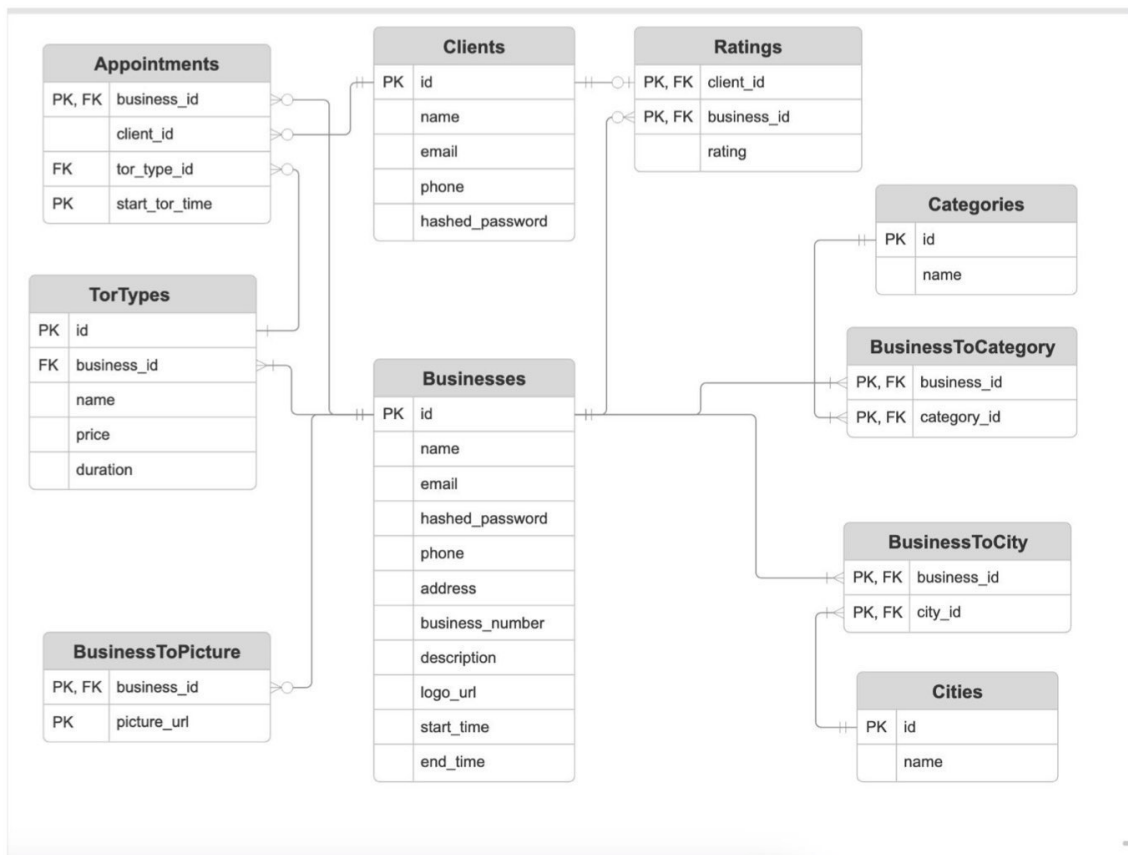 Appointments
PK, FK business_id
client_id
FK tor_type_id
PK start_tor_time
Clients
PK id
name
email
phone
hashed_password
Ratings
PK, FK client_id
PK, FK business_id
rating
Categories
PK id
name
TorTypes
PK id
FK business_id
name
price
duration
Businesses
PK id
name
email
hashed_password
phone
address
business_number
description
logo_url
start_time
end_time
BusinessToCategory
PK, FK business_id
PK, FK category_id
BusinessToCity
PK, FK business_id
PK, FK city_id
BusinessToPicture
PK, FK business_id
PK picture_url
Cities
PK id
name